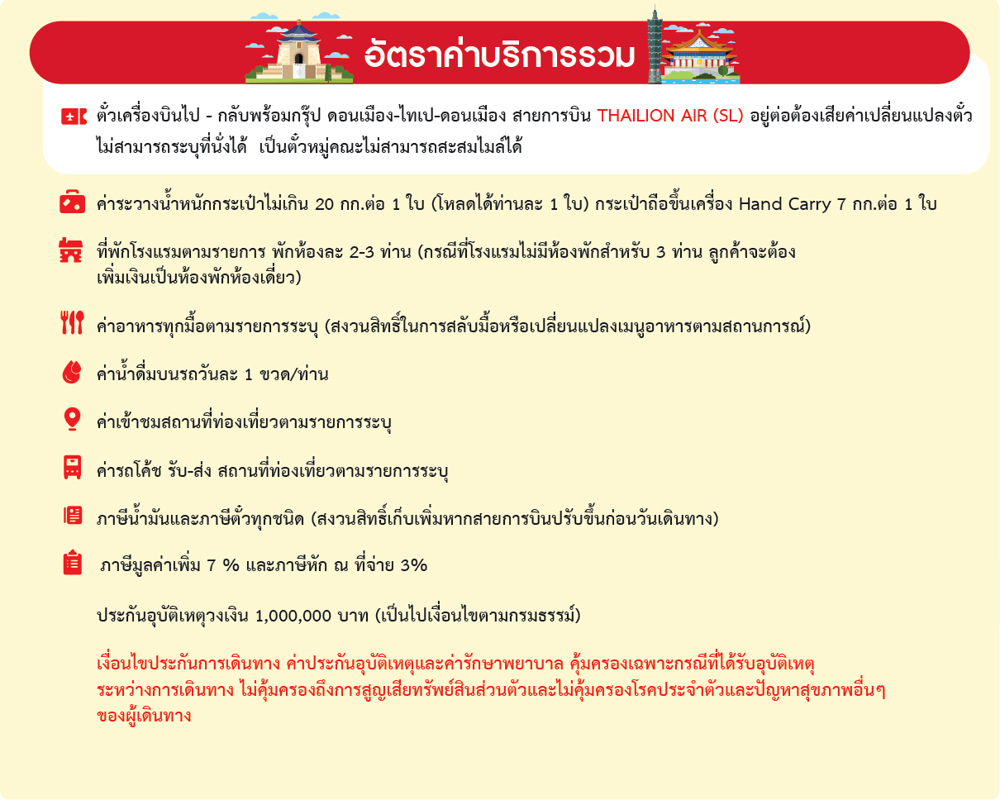 อัตราค่าบริการรวม
ตั๋วเครื่องบินไป - กลับพร้อมกรุ๊ป ดอนเมือง-ไทเป-ดอนเมือง สายการบิน THAILION AIR (SL) อยู่ต่อต้องเสียค่าเปลี่ยนแปลงตั๋ว
ไม่สามารถระบุที่นั่งได้ เป็นตั๋วหมู่คณะไม่สามารถสะสมไมล์ได้
ค่าระวางน้ำหนักกระเป๋าไม่เกิน 20 กก.ต่อ 1 ใบ (โหลดได้ท่านละ 1 ใบ) กระเป๋าถือขึ้นเครื่อง Hand Carry 7 กก.ต่อ 1 ใบ
ที่พักโรงแรมตามรายการ พักห้องละ 2-3 ท่าน (กรณีที่โรงแรมไม่มีห้องพักสำหรับ 3 ท่าน ลูกค้าจะต้อง
เพิ่มเงินเป็นห้องพักห้องเดี่ยว)
ค่าอาหารทุกมื้อตามรายการระบุ (สงวนสิทธิ์ในการสลับมื้อหรือเปลี่ยนแปลงเมนูอาหารตามสถานการณ์)
ค่าน้ำดื่มบนรถวันละ 1 ขวด/ท่าน
ค่าเข้าชมสถานที่ท่องเที่ยวตามรายการระบุ
ค่ารถโค้ช รับ-ส่ง สถานที่ท่องเที่ยวตามรายการระบุ
ภาษีน้ำมันและภาษีตั๋วทุกชนิด (สงวนสิทธิ์เก็บเพิ่มหากสายการบินปรับขึ้นก่อนวันเดินทาง)
ภาษีมูลค่าเพิ่ม 7 % และภาษีหัก ณ ที่จ่าย 3%
ประกันอุบัติเหตุวงเงิน 1,000,000 บาท (เป็นไปเงื่อนไขตามกรมธรรม์)
เงื่อนไขประกันการเดินทาง ค่าประกันอุบัติเหตุและค่ารักษาพยาบาล คุ้มครองเฉพาะกรณีที่ได้รับอุบัติเหตุ
ระหว่างการเดินทาง ไม่คุ้มครองถึงการสูญเสียทรัพย์สินส่วนตัวและไม่คุ้มครองโรคประจำตัวและปัญหาสุขภาพอื่นๆ
ของผู้เดินทาง